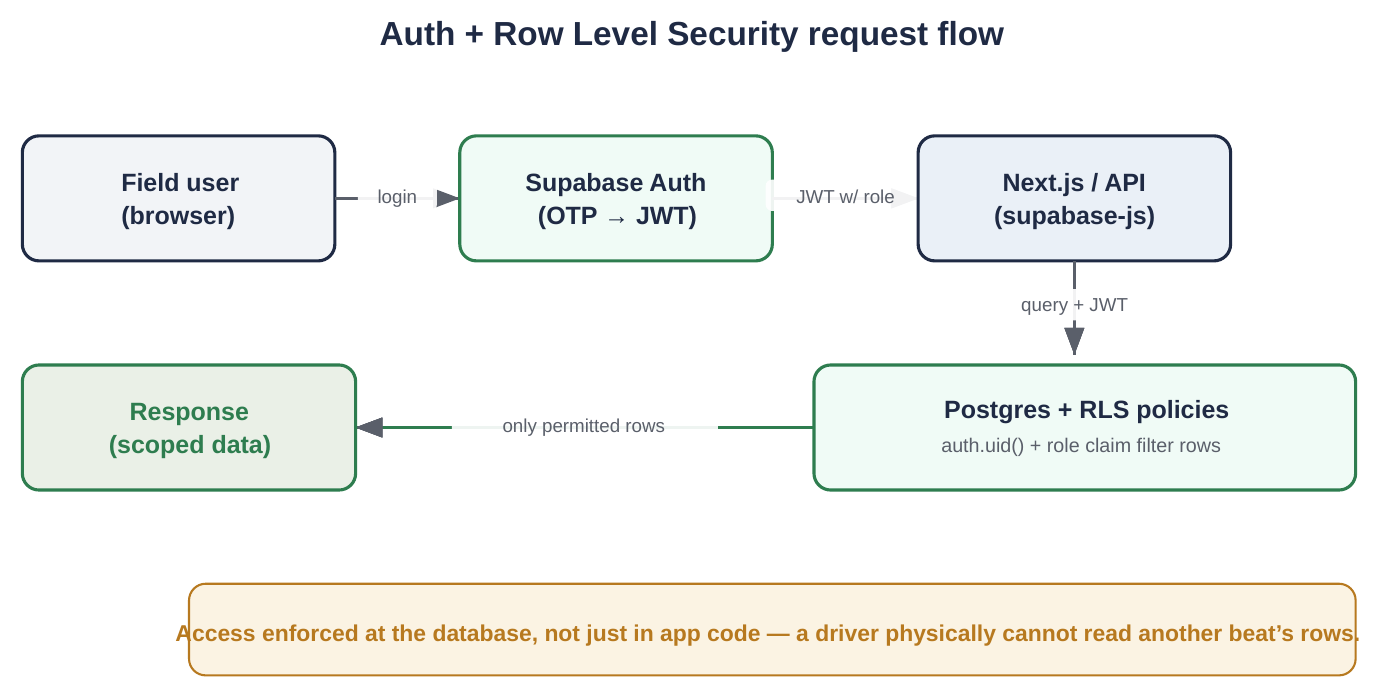 Auth + Row Level Security request flow
Field user
(browser)
login
Supabase Auth
(OTP → JWT)
JWT w/ role
Next.js / API
(supabase-js)
query + JWT
Postgres + RLS policies
auth.uid() + role claim filter rows
only permitted rows
Response
(scoped data)
Access enforced at the database, not just in app code — a driver physically cannot read another beat’s rows.